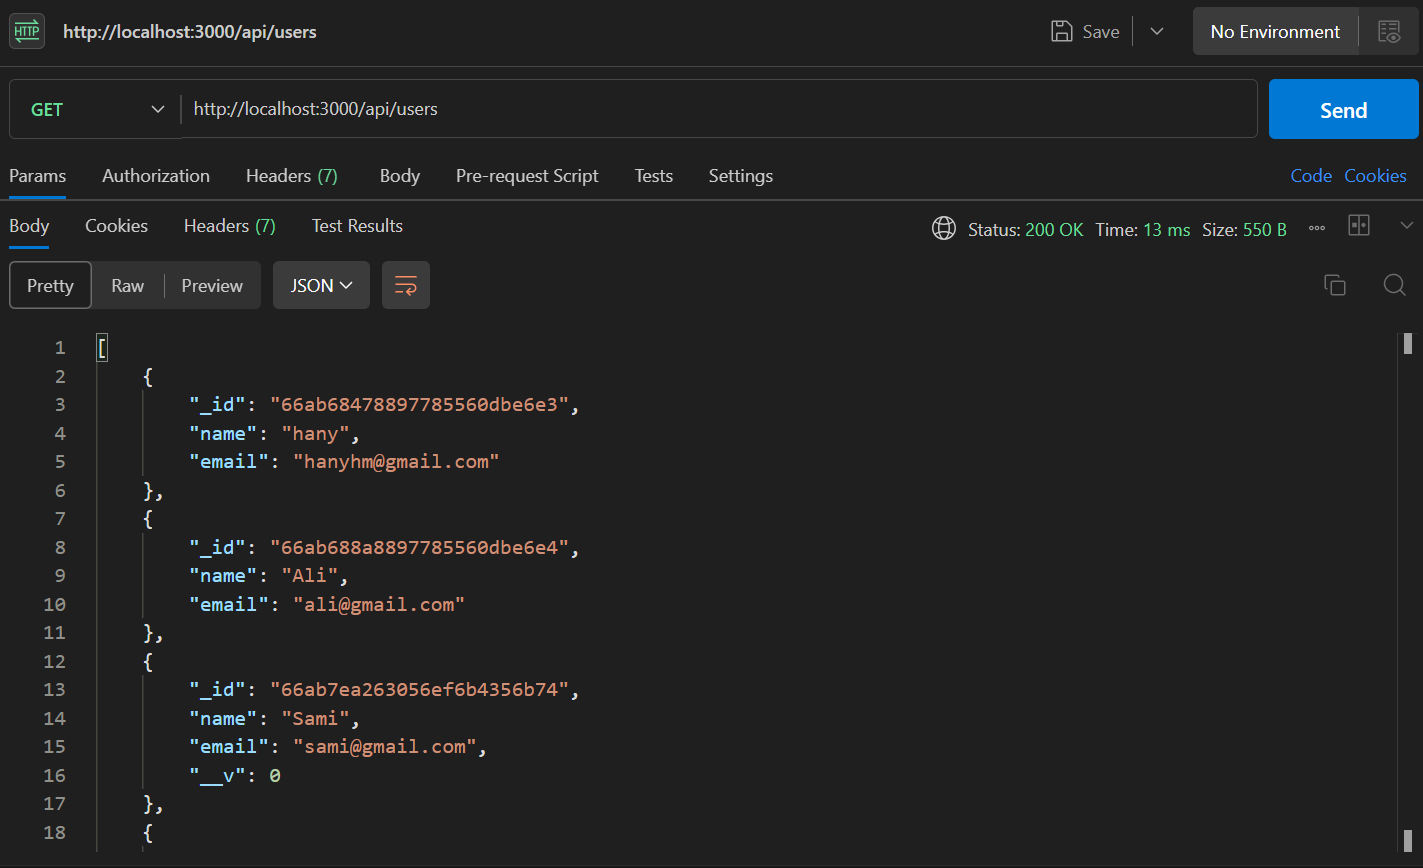 HTTP http://localhost:3000/api/users Save No Environment
GET http://localhost:3000/api/users Send
Params Authorization Headers (7) Body Pre-request Script Tests Settings Code Cookies
Body Cookies Headers (7) Test Results Status: 200 OK Time: 13 ms Size: 550 B
Pretty Raw Preview JSON
1 [
2 {
3 "_id": "66ab68478897785560dbe6e3",
4 "name": "hany",
5 "email": "hanyhm@gmail.com"
6 },
7 {
8 "_id": "66ab688a8897785560dbe6e4",
9 "name": "Ali",
10 "email": "ali@gmail.com"
11 },
12 {
13 "_id": "66ab7ea263056ef6b4356b74",
14 "name": "Sami",
15 "email": "sami@gmail.com",
16 "__v": 0
17 },
18 {